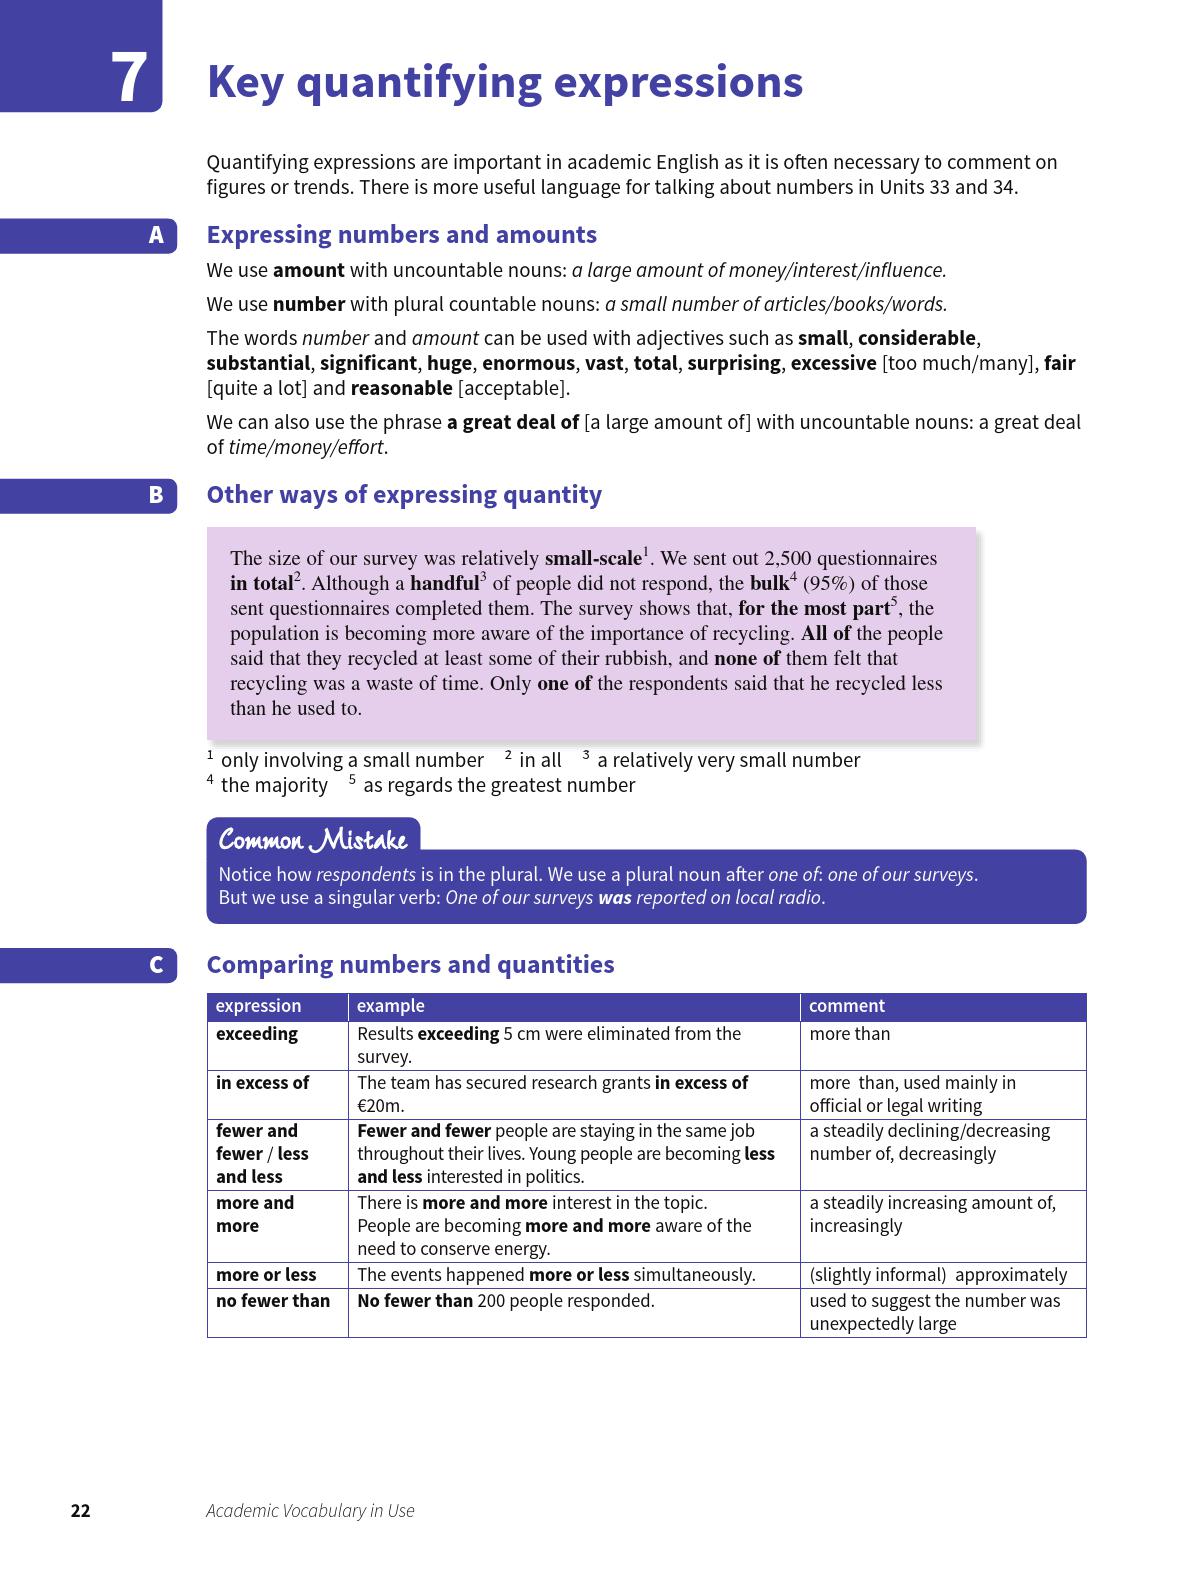 7
Key quantifying expressions
Quantifying expressions are important in academic English as it is often necessary to comment on
figures or trends. There is more useful language for talking about numbers in Units 33 and 34.
A
Expressing numbers and amounts
We use amount with uncountable nouns: a large amount of money/interest/influence.
We use number with plural countable nouns: a small number of articles/books/words.
The words number and amount can be used with adjectives such as small, considerable,
substantial, significant, huge, enormous, vast, total, surprising, excessive [too much/many], fair
[quite a lot] and reasonable [acceptable].
We can also use the phrase a great deal of [a large amount of] with uncountable nouns: a great deal
of time/money/effort.
B
Other ways of expressing quantity
The size of our survey was relatively small-scale1. We sent out 2,500 questionnaires
in total2. Although a handful3 of people did not respond, the bulk4 (95%) of those
sent questionnaires completed them. The survey shows that, for the most part5, the
population is becoming more aware of the importance of recycling. All of the people
said that they recycled at least some of their rubbish, and none of them felt that
recycling was a waste of time. Only one of the respondents said that he recycled less
than he used to.
1 only involving a small number 2 in all 3 a relatively very small number
4 the majority 5 as regards the greatest number
Common Mistake
Notice how respondents is in the plural. We use a plural noun after one of: one of our surveys.
But we use a singular verb: One of our surveys was reported on local radio.
C
Comparing numbers and quantities
expression example comment
exceeding Results exceeding 5 cm were eliminated from the more than
survey.
in excess of The team has secured research grants in excess of more than, used mainly in
€20m. official or legal writing
fewer and Fewer and fewer people are staying in the same job a steadily declining/decreasing
fewer / less throughout their lives. Young people are becoming less number of, decreasingly
and less and less interested in politics.
more and There is more and more interest in the topic. a steadily increasing amount of,
more People are becoming more and more aware of the increasingly
need to conserve energy.
more or less The events happened more or less simultaneously. (slightly informal) approximately
no fewer than No fewer than 200 people responded. used to suggest the number was
unexpectedly large
22 Academic Vocabulary in Use